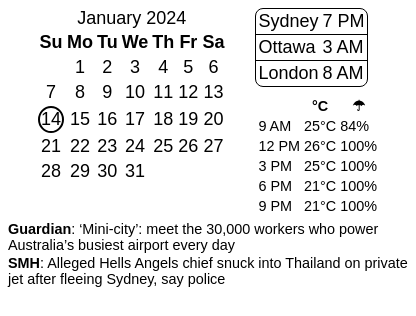 January 2024
Su Mo Tu We Th Fr Sa
1 2 3 4 5 6
7 8 9 10 11 12 13
14 15 16 17 18 19 20
21 22 23 24 25 26 27
28 29 30 31
Sydney 7 PM
Ottawa 3 AM
London 8 AM
°C ☂
9 AM 25°C 84%
12 PM 26°C 100%
3 PM 25°C 100%
6 PM 21°C 100%
9 PM 21°C 100%
Guardian: ‘Mini-city’: meet the 30,000 workers who power
Australia’s busiest airport every day
SMH: Alleged Hells Angels chief snuck into Thailand on private
jet after fleeing Sydney, say police